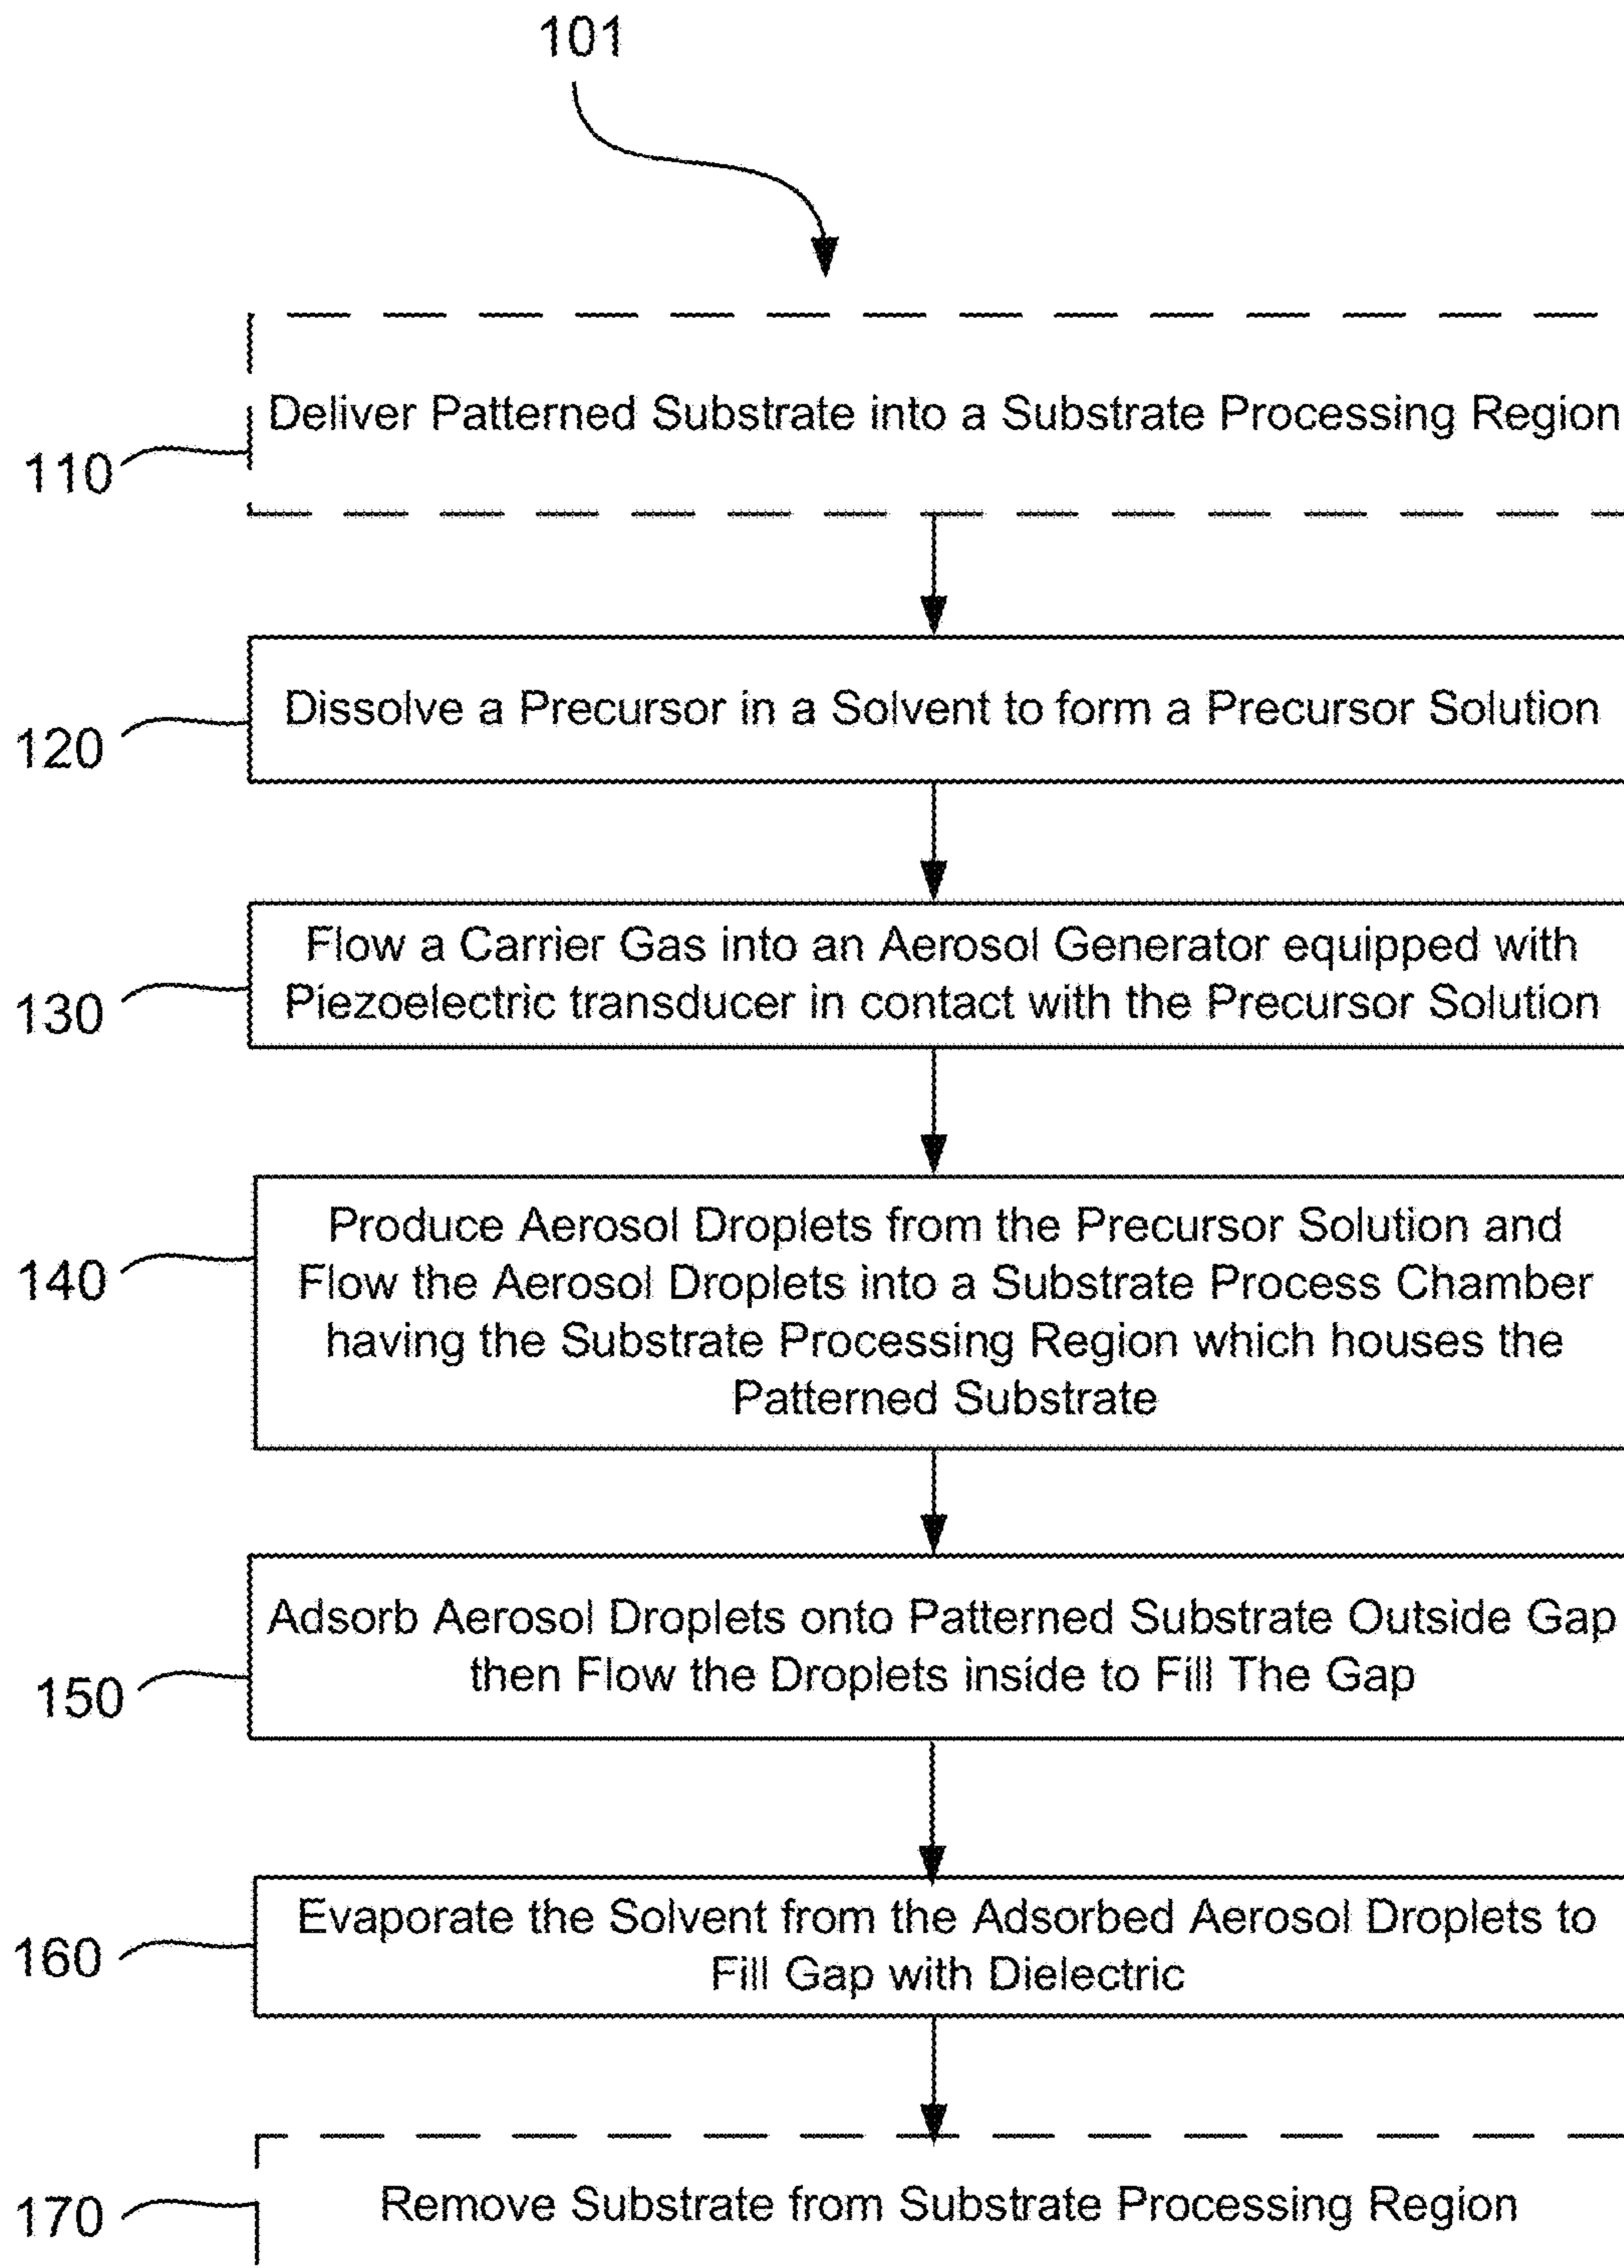 101
110
Deliver Patterned Substrate into a Substrate Processing Region
120
Dissolve a Precursor in a Solvent to form a Precursor Solution
130
Flow a Carrier Gas into an Aerosol Generator equipped with
Piezoelectric transducer in contact with the Precursor Solution
140
Produce Aerosol Droplets from the Precursor Solution and
Flow the Aerosol Droplets into a Substrate Process Chamber
having the Substrate Processing Region which houses the
Patterned Substrate
150
Adsorb Aerosol Droplets onto Patterned Substrate Outside Gap
then Flow the Droplets inside to Fill The Gap
160
Evaporate the Solvent from the Adsorbed Aerosol Droplets to
Fill Gap with Dielectric
170
Remove Substrate from Substrate Processing Region